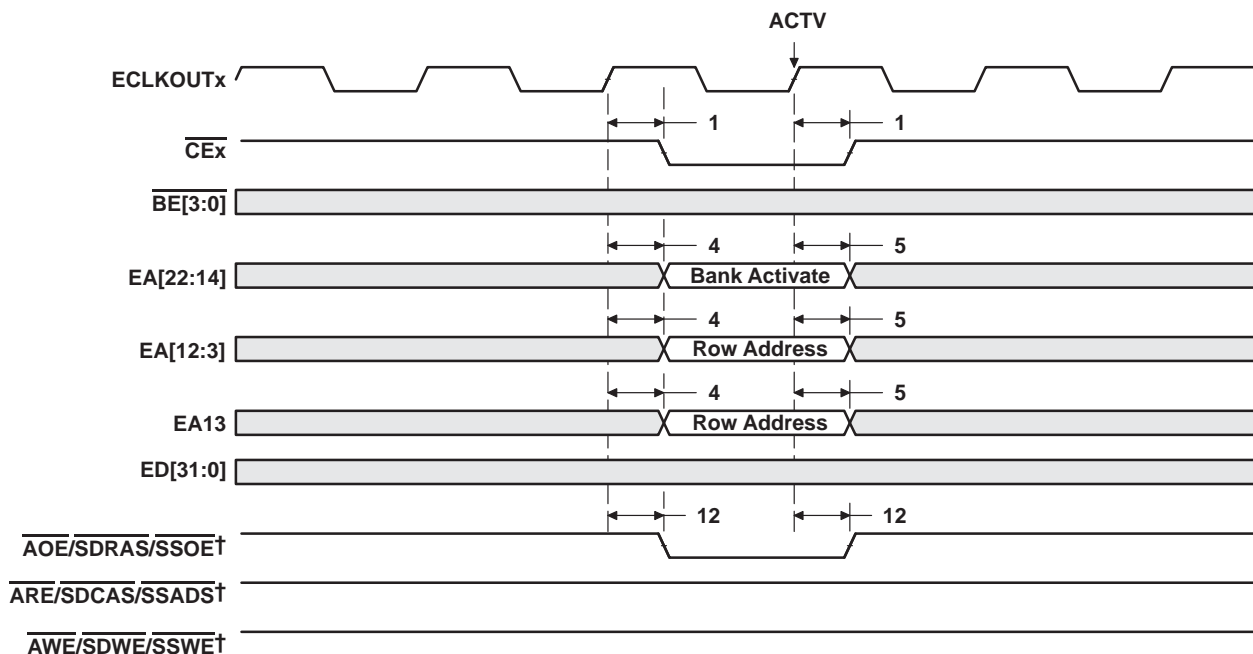 ACTV
ECLKOUTx
1 1
CEx
BE[3:0]
4 5
EA[22:14] Bank Activate
4 5
EA[12:3] Row Address
4 5
EA13 Row Address
ED[31:0]
12 12
AOE/SDRAS/SSOE†
ARE/SDCAS/SSADS†
AWE/SDWE/SSWE†